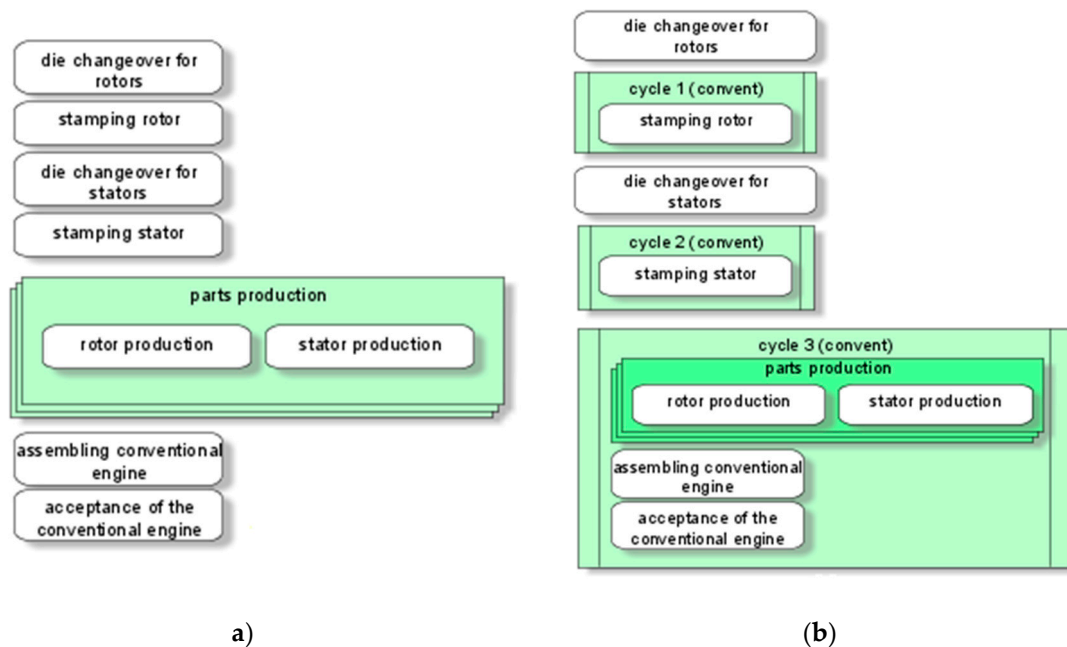 die changeover for
rotors
stamping rotor
die changeover for
stators
stamping stator
parts production
rotor production
stator production
assembling conventional
engine
acceptance of the
conventional engine
a)
die changeover for
rotors
cycle 1 (convent)
stamping rotor
die changeover for
stators
cycle 2 (convent)
stamping stator
cycle 3 (convent)
parts production
rotor production
stator production
assembling conventional
engine
acceptance of the
conventional engine
(b)